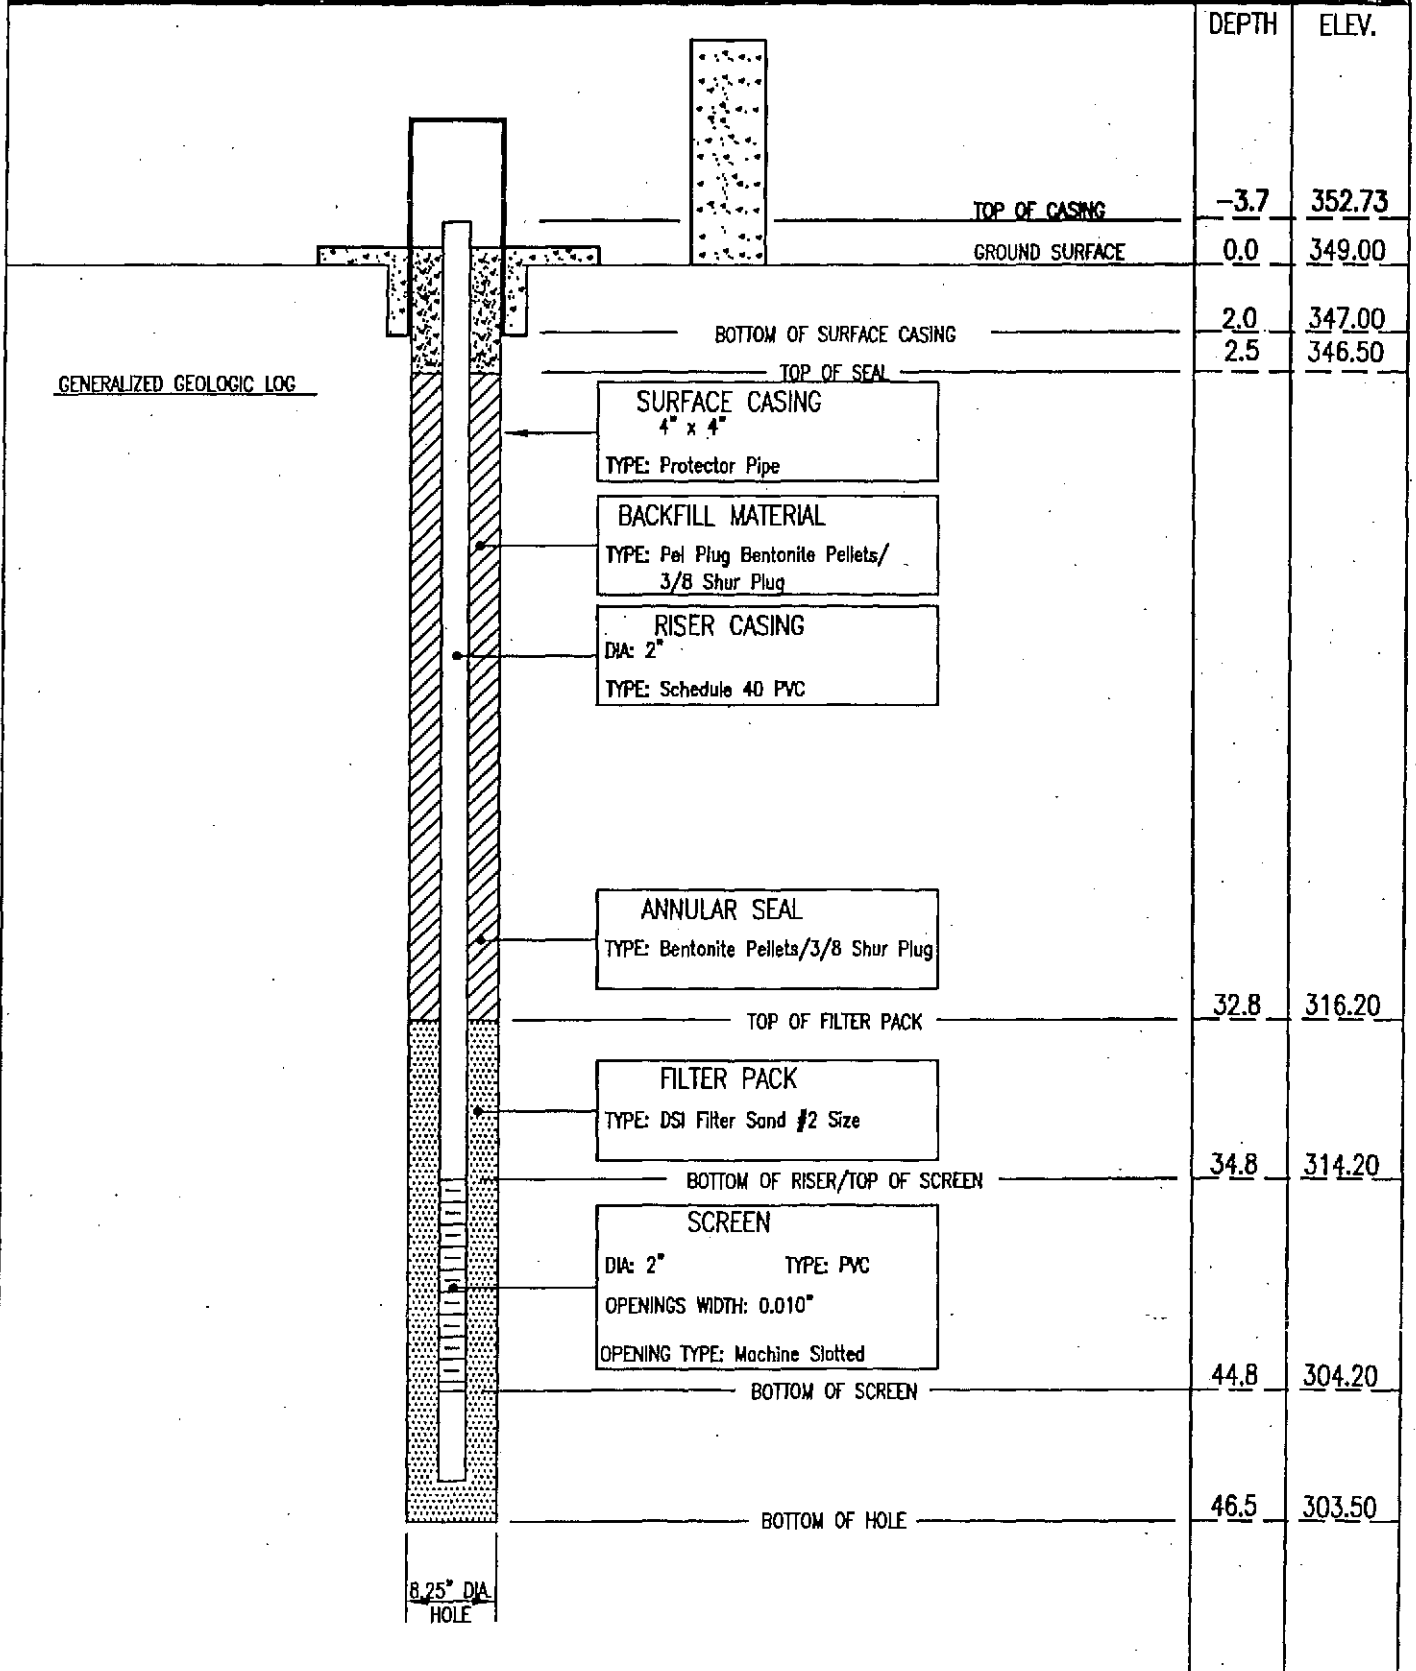 DEPTH ELEV.
TOP OF CASING -3.7 352.73
GROUND SURFACE 0.0 349.00
BOTTOM OF SURFACE CASING 2.0 347.00
TOP OF SEAL 2.5 346.50
GENERALIZED GEOLOGIC LOG
SURFACE CASING
4" x 4"
TYPE: Protector Pipe
BACKFILL MATERIAL
TYPE: Pel Plug Bentonite Pellets/
3/8 Shur Plug
RISER CASING
DIA: 2"
TYPE: Schedule 40 PVC
ANNULAR SEAL
TYPE: Bentonite Pellets/3/8 Shur Plug
TOP OF FILTER PACK 32.8 316.20
FILTER PACK
TYPE: DSI Filter Sand #2 Size
BOTTOM OF RISER/TOP OF SCREEN 34.8 314.20
SCREEN
DIA: 2" TYPE: PVC
OPENINGS WIDTH: 0.010"
OPENING TYPE: Machine Slotted
BOTTOM OF SCREEN 44.8 304.20
BOTTOM OF HOLE 46.5 303.50
8.25" DIA.
HOLE